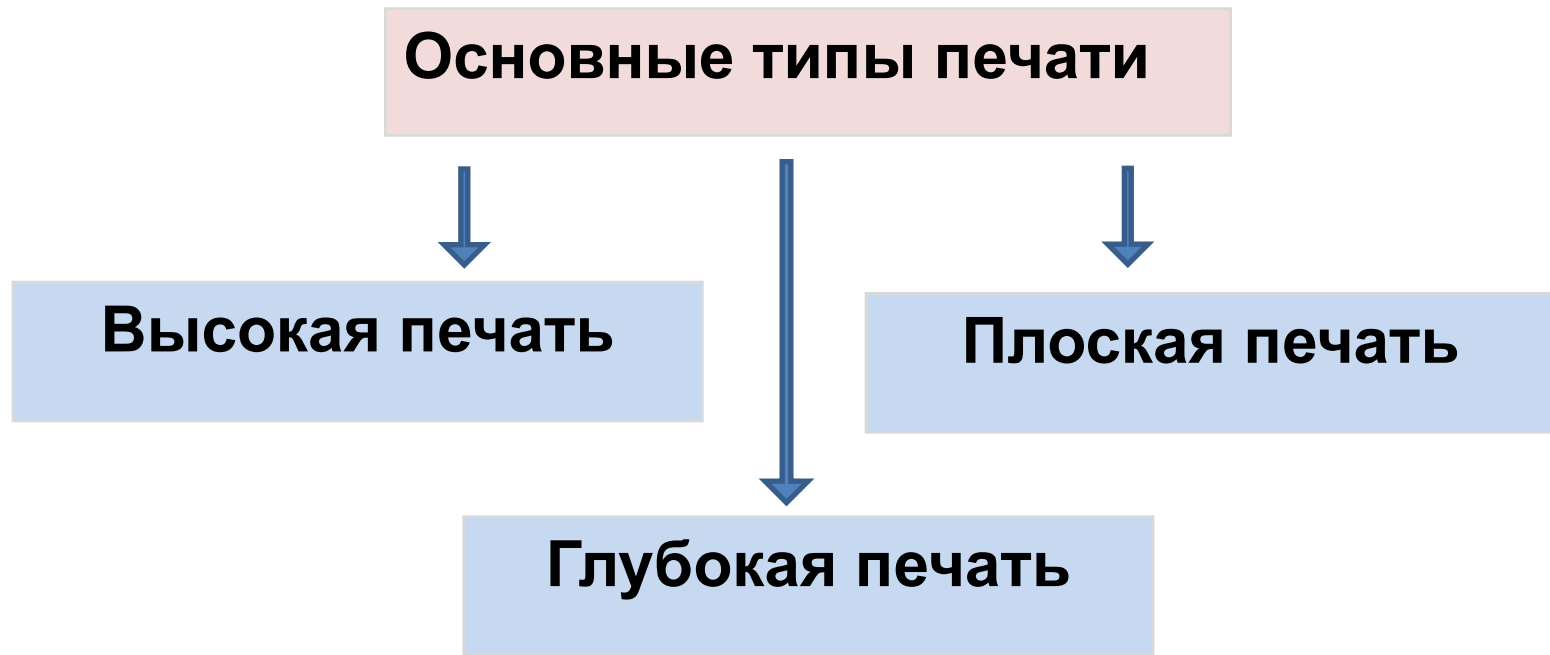 Основные типы печати
Высокая печать
Плоская печать
Глубокая печать